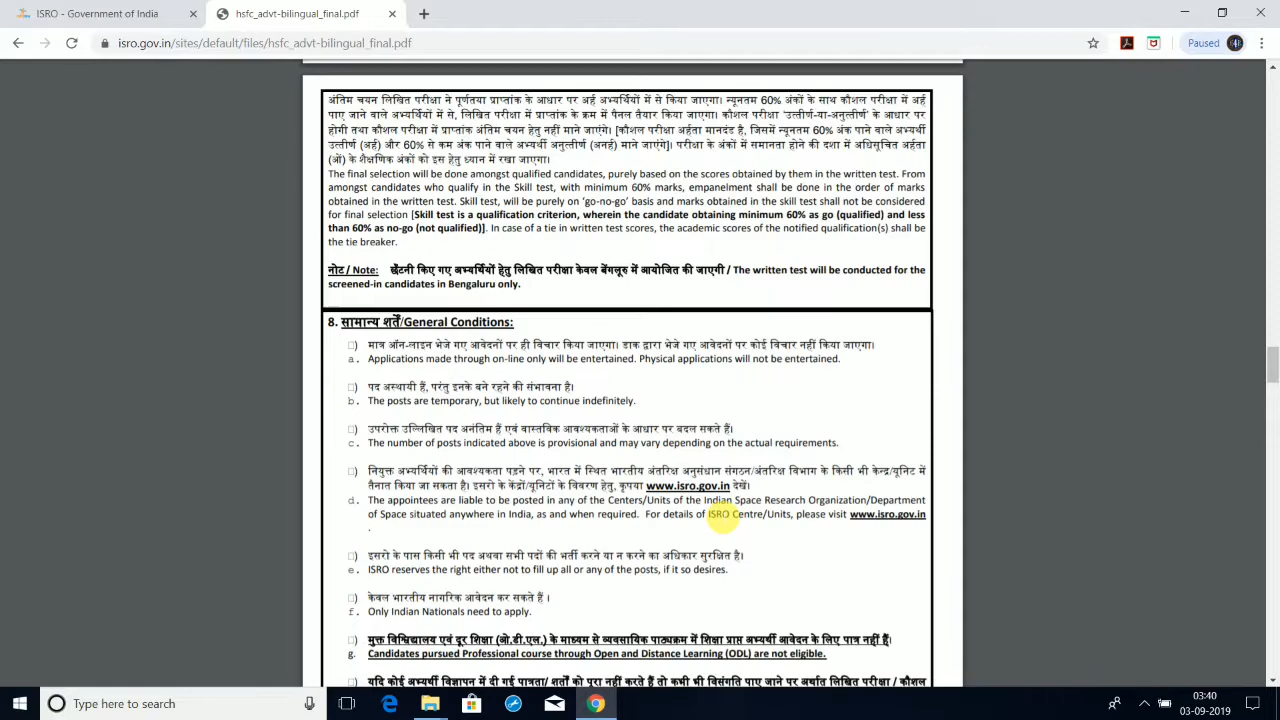 ISRO - Government of India
hsfc_advt-bilingual_final.pdf
isro.gov.in/sites/default/files/hsfc_advt-bilingual_final.pdf
Paused
अंतिम चयन लिखित परीक्षा ने पूर्णतया प्राप्तांक के आधार पर अर्ह अभ्यर्थियों में से किया जाएगा। न्यूनतम 60% अंकों के साथ कौशल परीक्षा में अर्ह
पाए जाने वाले अभ्यर्थियों में से, लिखित परीक्षा में प्राप्तांक के क्रम में पैनल तैयार किया जाएगा। कौशल परीक्षा 'उत्तीर्ण-या-अनुत्तीर्ण' के आधार पर
होगी तथा कौशल परीक्षा में प्राप्तांक अंतिम चयन हेतु नहीं माने जाएंगे। [कौशल परीक्षा अर्हता मानदंड है, जिसमें न्यूनतम 60% अंक पाने वाले अभ्यर्थी
उत्तीर्ण (अर्ह) और 60% से कम अंक पाने वाले अभ्यर्थी अनुत्तीर्ण (अनर्ह) माने जाएंगे]। परीक्षा के अंकों में समानता होने की दशा में अधिसूचित अर्हता
(ओं) के शैक्षणिक अंकों को इस हेतु ध्यान में रखा जाएगा।
The final selection will be done amongst qualified candidates, purely based on the scores obtained by them in the written test. From
amongst candidates who qualify in the Skill test, with minimum 60% marks, empanelment shall be done in the order of marks
obtained in the written test. Skill test, will be purely on 'go-no-go' basis and marks obtained in the skill test shall not be considered
for final selection [Skill test is a qualification criterion, wherein the candidate obtaining minimum 60% as go (qualified) and less
than 60% as no-go (not qualified)]. In case of a tie in written test scores, the academic scores of the notified qualification(s) shall be
the tie breaker.
नोट / Note: छँटनी किए गए अभ्यर्थियों हेतु लिखित परीक्षा केवल बेंगलूरु में आयोजित की जाएगी / The written test will be conducted for the
screened-in candidates in Bengaluru only.
8. सामान्य शर्तें/General Conditions:
) मात्र ऑन-लाइन भेजे गए आवेदनों पर ही विचार किया जाएगा। डाक द्वारा भेजे गए आवेदनों पर कोई विचार नहीं किया जाएगा।
a. Applications made through on-line only will be entertained. Physical applications will not be entertained.
) पद अस्थायी हैं, परंतु इनके बने रहने की संभावना है।
b. The posts are temporary, but likely to continue indefinitely.
) उपरोक्त उल्लिखित पद अनंतिम हैं एवं वास्तविक आवश्यकताओं के आधार पर बदल सकते हैं।
c. The number of posts indicated above is provisional and may vary depending on the actual requirements.
) नियुक्त अभ्यर्थियों की आवश्यकता पड़ने पर, भारत में स्थित भारतीय अंतरिक्ष अनुसंधान संगठन/अंतरिक्ष विभाग के किसी भी केन्द्र/यूनिट में
तैनात किया जा सकता है। इसरो के केंद्रों/यूनिटों के विवरण हेतु, कृपया www.isro.gov.in देखें।
d. The appointees are liable to be posted in any of the Centers/Units of the Indian Space Research Organization/Department
of Space situated anywhere in India, as and when required. For details of ISRO Centre/Units, please visit www.isro.gov.in
.
) इसरो के पास किसी भी पद अथवा सभी पदों की भर्ती करने या न करने का अधिकार सुरक्षित है।
e. ISRO reserves the right either not to fill up all or any of the posts, if it so desires.
) केवल भारतीय नागरिक आवेदन कर सकते हैं ।
f. Only Indian Nationals need to apply.
) मुक्त विश्विद्यालय एवं दूर शिक्षा (ओ.डी.एल.) के माध्यम से व्यवसायिक पाठ्यक्रम में शिक्षा प्राप्त अभ्यर्थी आवेदन के लिए पात्र नहीं हैं।
g. Candidates pursued Professional course through Open and Distance Learning (ODL) are not eligible.
) यदि कोई अभ्यर्थी विज्ञापन में दी गई पात्रता/ शर्तों को पूरा नहीं करते हैं तो कभी भी विसंगति पाए जाने पर अर्थात लिखित परीक्षा / कौशल
Type here to search
03:40
03-09-2019